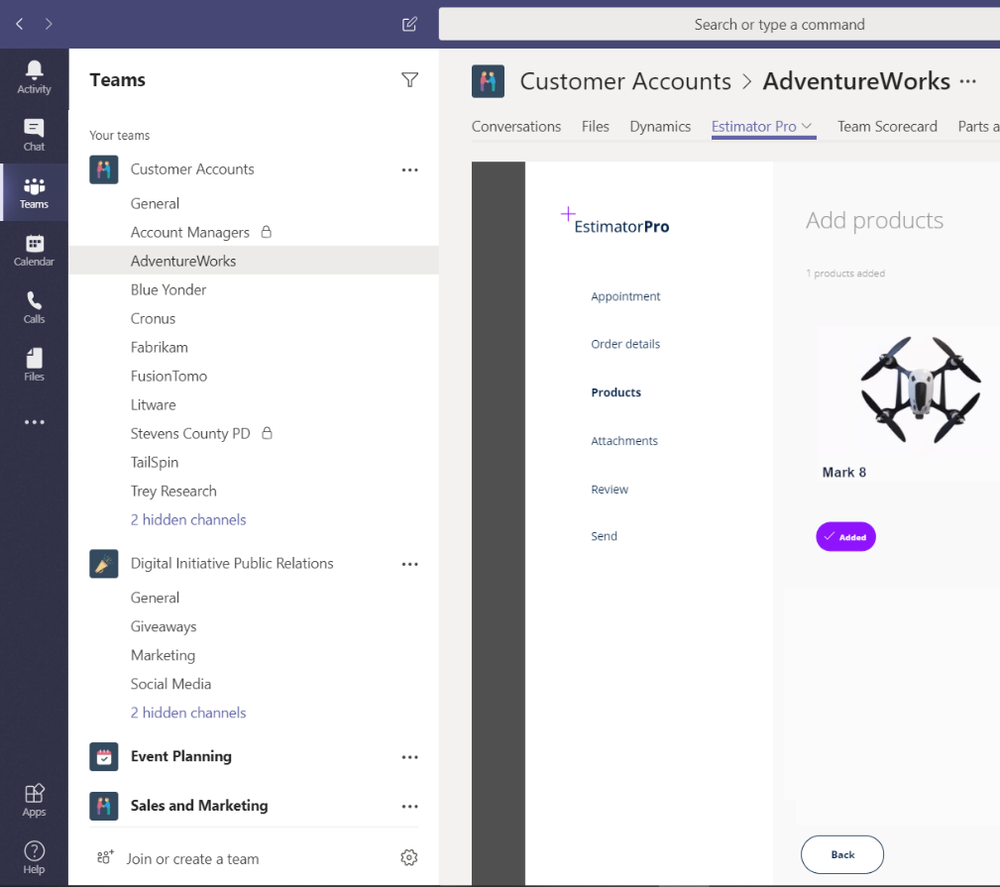 Search or type a command
Activity
Chat
Teams
Calendar
Calls
Files
Apps
Help
Teams
Your teams
Customer Accounts
General
Account Managers
AdventureWorks
Blue Yonder
Cronus
Fabrikam
FusionTomo
Litware
Stevens County PD
TailSpin
Trey Research
2 hidden channels
Digital Initiative Public Relations
General
Giveaways
Marketing
Social Media
2 hidden channels
Event Planning
Sales and Marketing
Join or create a team
Customer Accounts > AdventureWorks
Conversations Files Dynamics Estimator Pro Team Scorecard Parts a
EstimatorPro
Appointment
Order details
Products
Attachments
Review
Send
Add products
1 products added
Mark 8
Added
Back